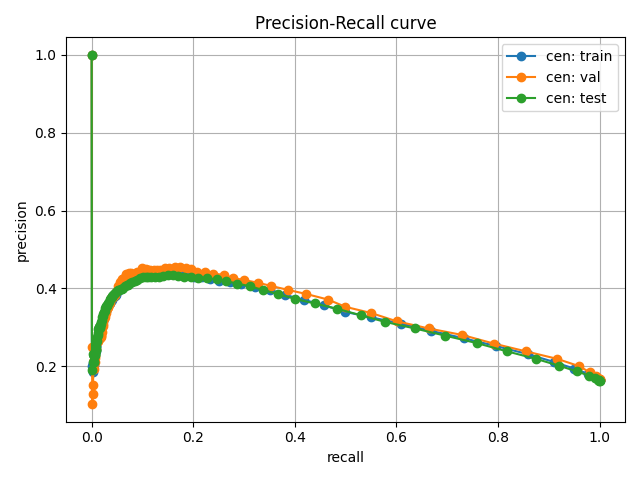 Precision-Recall curve
precision
1.0
0.8
0.6
0.4
0.2
cen: train
cen: val
cen: test
0.0 0.2 0.4 0.6 0.8 1.0
recall